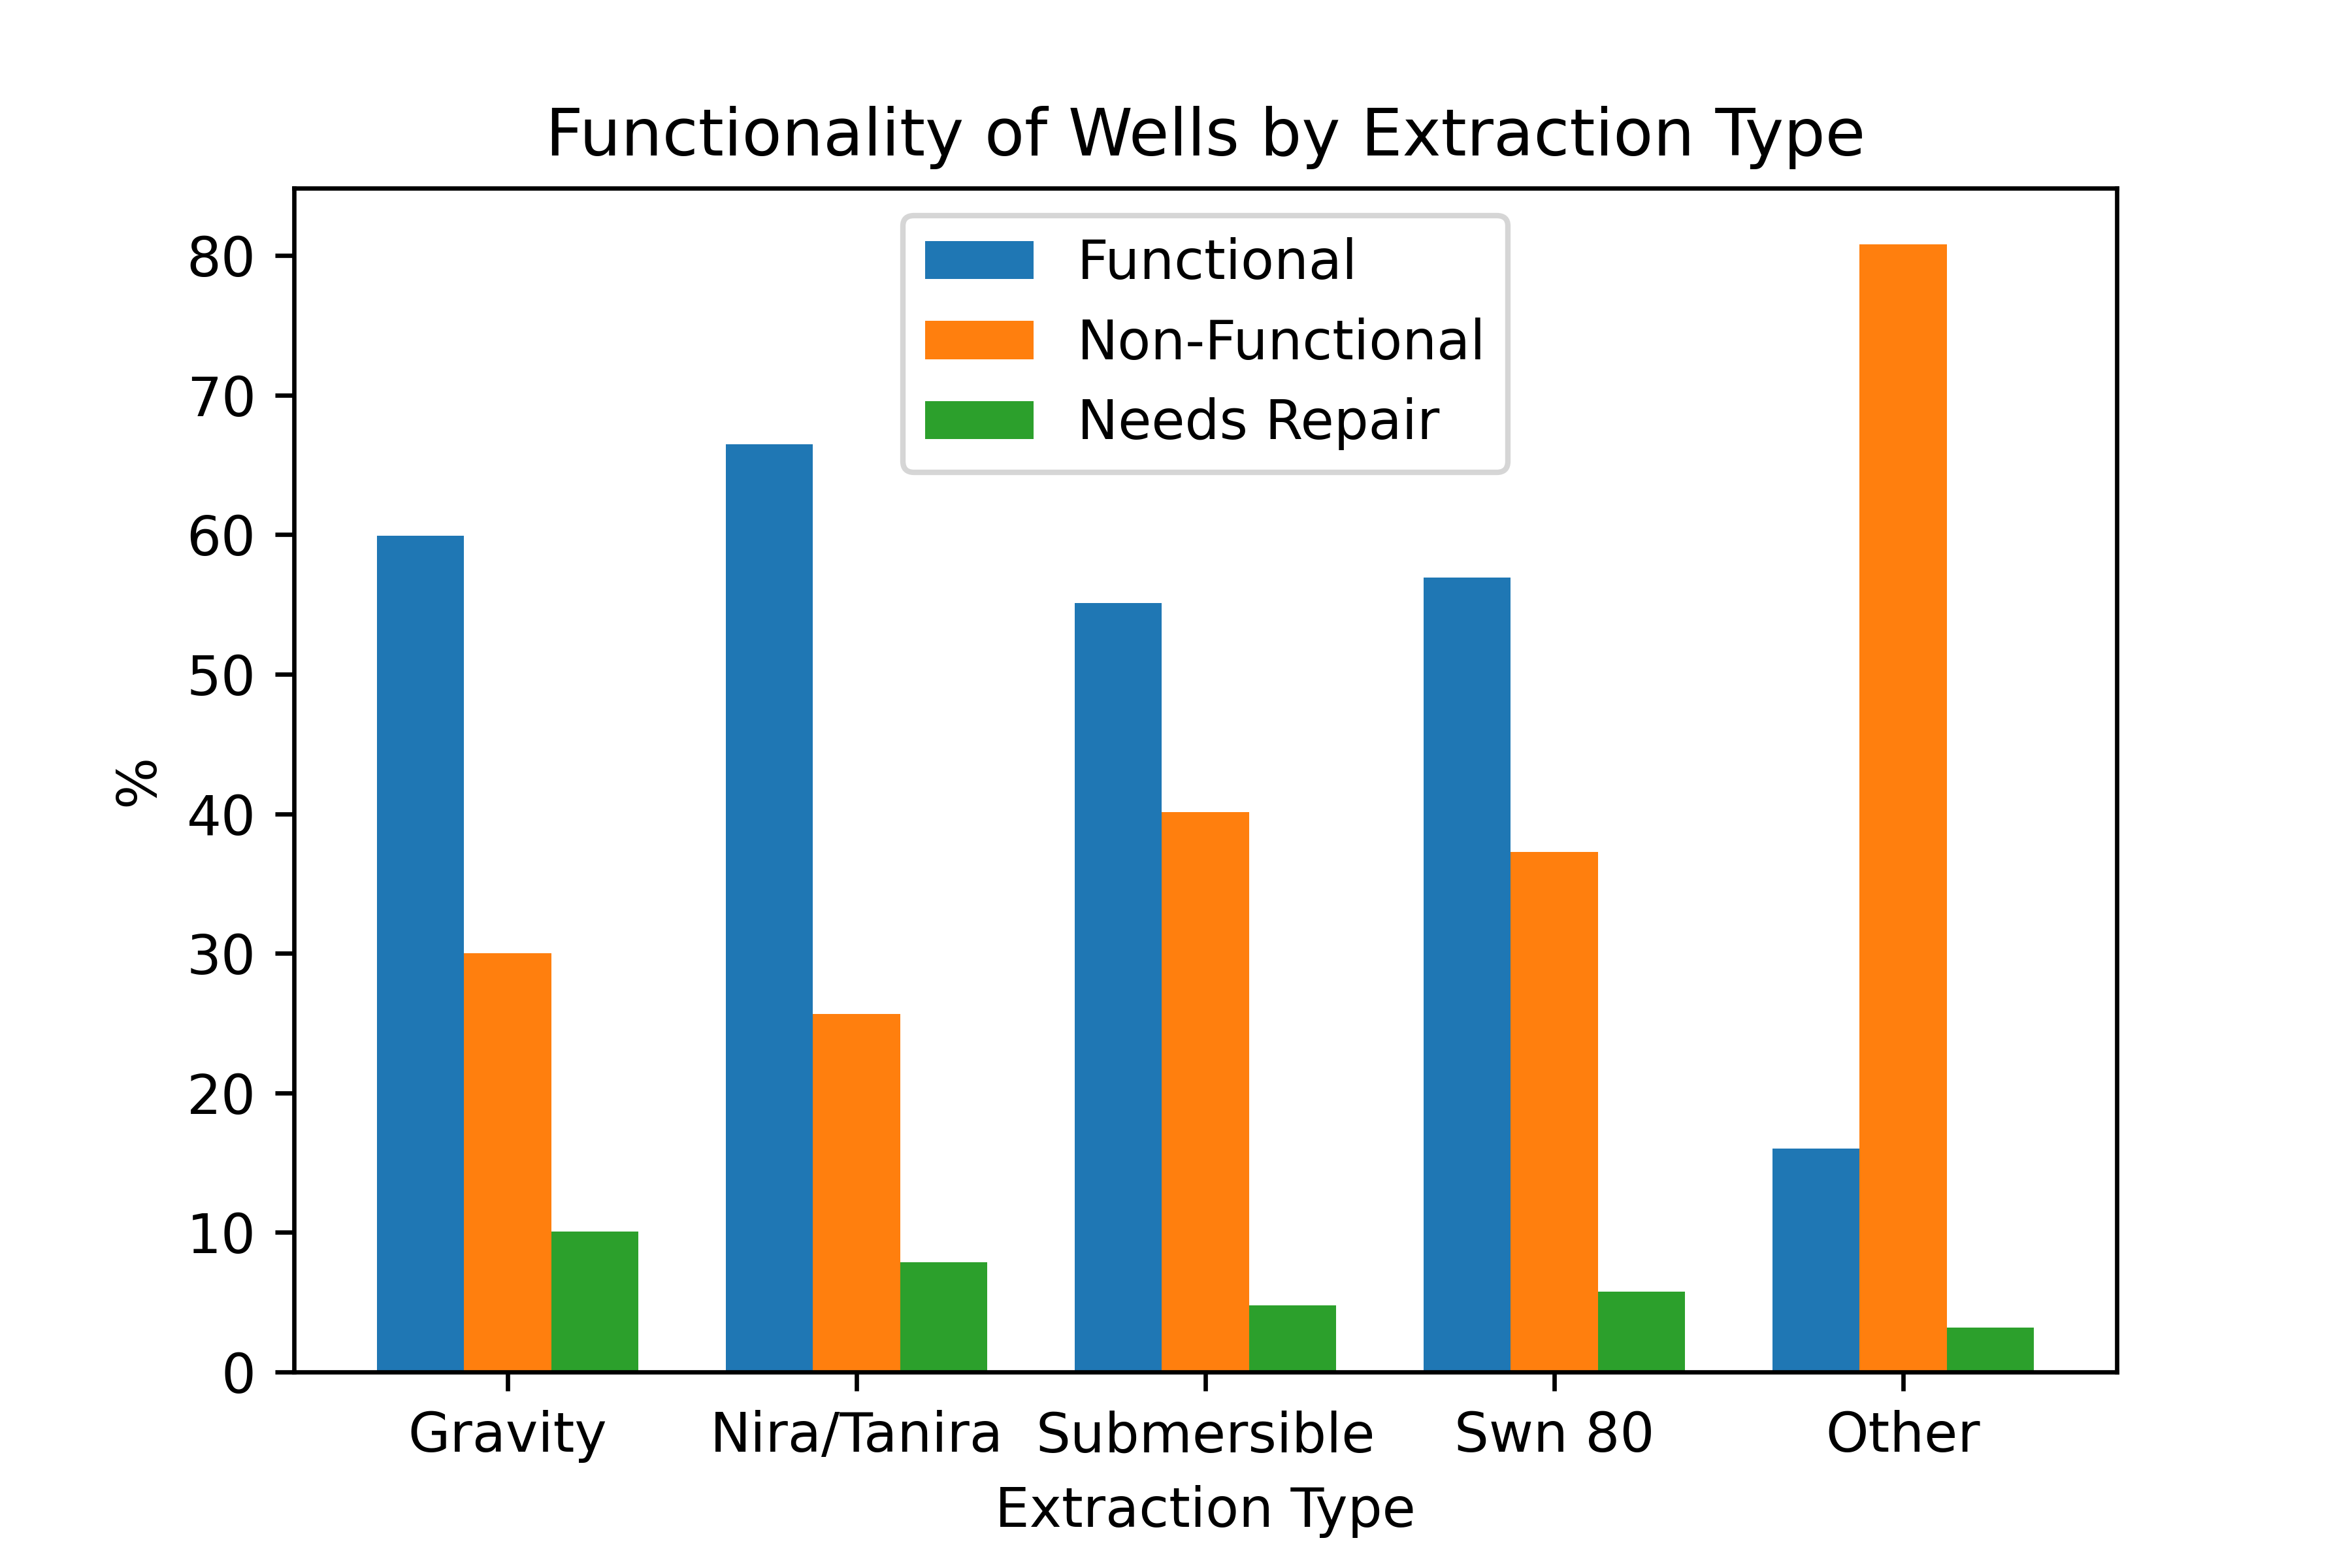 Functionality of Wells by Extraction Type
Functional
Non-Functional
Needs Repair
80
70
60
50
40
30
20
10
0
%
Gravity Nira/Tanira Submersible Swn 80 Other
Extraction Type